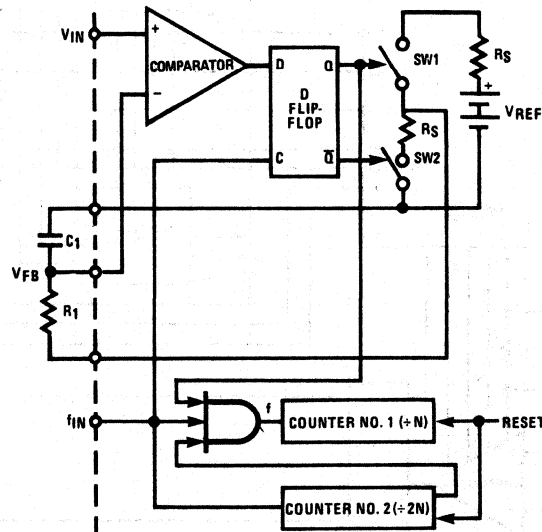 VIN
+
COMPARATOR
−
D
Q
D
FLIP-
FLOP
C
Q̅
SW1
RS
+
VREF
RS
SW2
C1
VFB
R1
fIN
f
COUNTER NO. 1 (÷N)
RESET
COUNTER NO. 2 (÷2N)